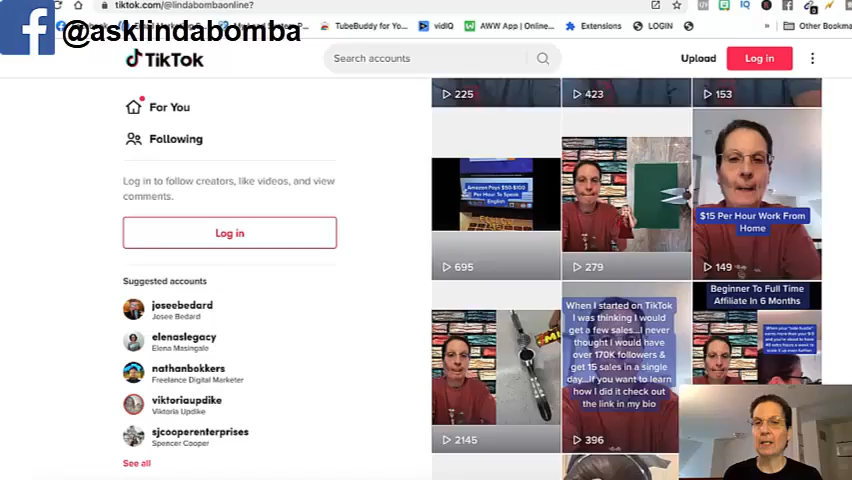 tiktok.com/@lindabombaonline?
@asklindabomba
TubeBuddy for YouT
vidIQ
AWW App | Online...
Extensions
LOGIN
Other Bookmar
TikTok
Search accounts
Upload
Log in
For You
Following
Log in to follow creators, like videos, and view
comments.
Log in
Suggested accounts
joseebedard
Josee Bedard
elenaslegacy
Elena Masingale
nathanbokkers
Freelance Digital Marketer
viktoriaupdike
Viktoria Updike
sjcooperenterprises
Spencer Cooper
See all
225
423
153
Amazon Pays $50-$100
Per Hour To Speak
English
695
279
$15 Per Hour Work From
Home
149
2145
When I started on TikTok
I was thinking I would
get a few sales...I never
thought I would have
over 170K followers &
get 15 sales in a single
day...If you want to learn
how I did it check out
the link in my bio
396
Beginner To Full Time
Affiliate In 6 Months